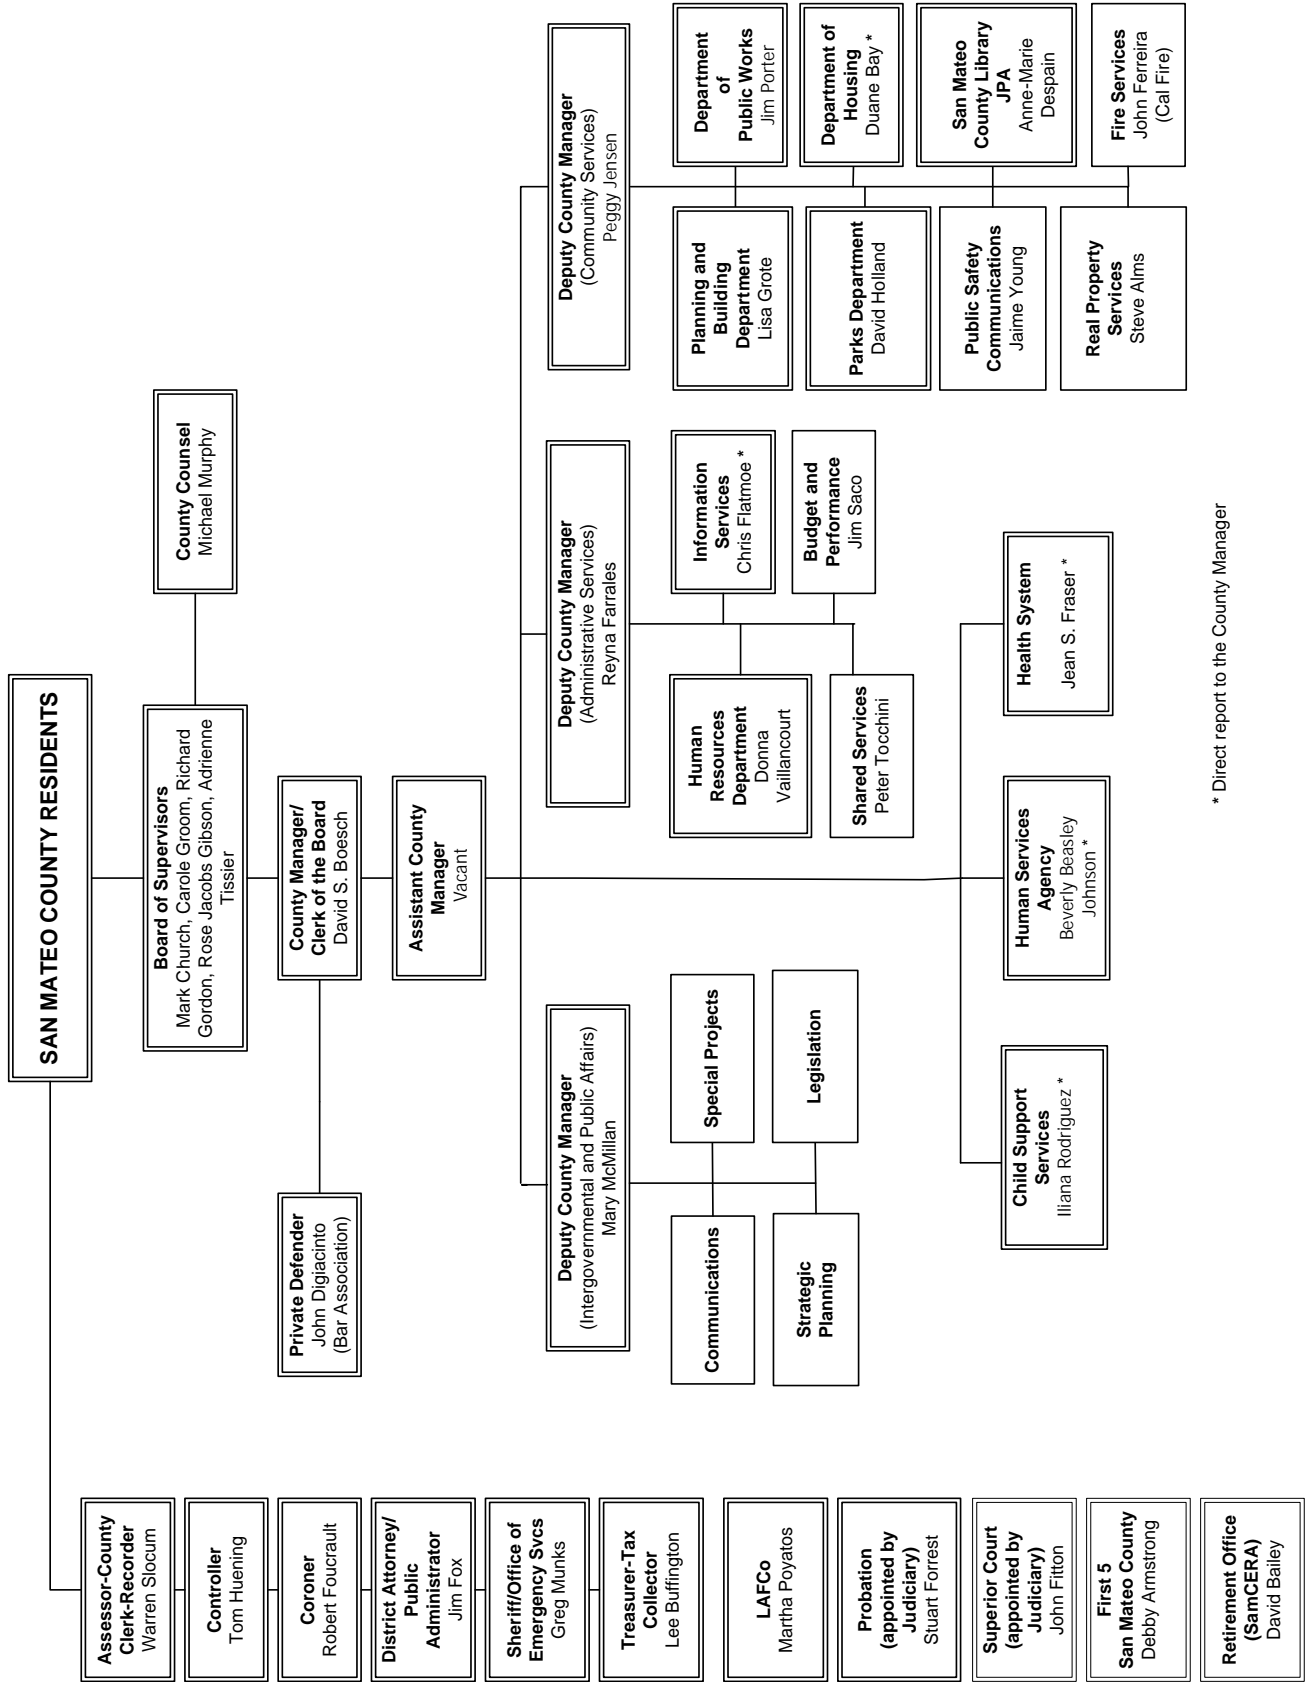 SAN MATEO COUNTY RESIDENTS
Board of Supervisors
Mark Church, Carole Groom, Richard
Gordon, Rose Jacobs Gibson, Adrienne
Tissier
County Counsel
Michael Murphy
County Manager/
Clerk of the Board
David S. Boesch
Private Defender
John Digiacinto
(Bar Association)
Assistant County
Manager
Vacant
Assessor-County
Clerk-Recorder
Warren Slocum
Controller
Tom Huening
Coroner
Robert Foucrault
District Attorney/
Public
Administrator
Jim Fox
Sheriff/Office of
Emergency Svcs
Greg Munks
Treasurer-Tax
Collector
Lee Buffington
LAFCo
Martha Poyatos
Probation
(appointed by
Judiciary)
Stuart Forrest
Superior Court
(appointed by
Judiciary)
John Fitton
First 5
San Mateo County
Debby Armstrong
Retirement Office
(SamCERA)
David Bailey
Deputy County Manager
(Intergovernmental and Public Affairs)
Mary McMillan
Communications
Special Projects
Strategic
Planning
Legislation
Deputy County Manager
(Administrative Services)
Reyna Farrales
Human
Resources
Department
Donna
Vaillancourt
Information
Services
Chris Flatmoe *
Shared Services
Peter Tocchini
Budget and
Performance
Jim Saco
Deputy County Manager
(Community Services)
Peggy Jensen
Planning and
Building
Department
Lisa Grote
Department
of
Public Works
Jim Porter
Parks Department
David Holland
Department of
Housing
Duane Bay *
Public Safety
Communications
Jaime Young
San Mateo
County Library
JPA
Anne-Marie
Despain
Real Property
Services
Steve Alms
Fire Services
John Ferreira
(Cal Fire)
Child Support
Services
Iliana Rodriguez *
Human Services
Agency
Beverly Beasley
Johnson *
Health System
Jean S. Fraser *
* Direct report to the County Manager